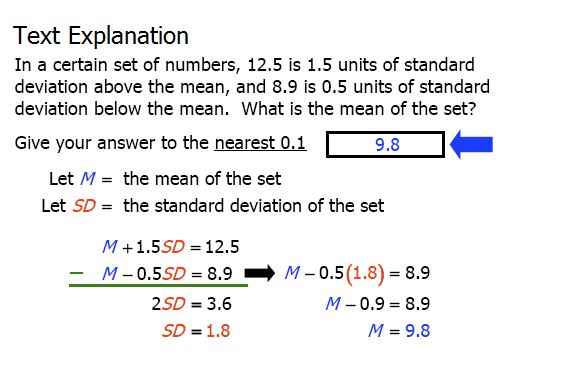 Text Explanation
In a certain set of numbers, 12.5 is 1.5 units of standard
deviation above the mean, and 8.9 is 0.5 units of standard
deviation below the mean.  What is the mean of the set?
Give your answer to the nearest 0.1 9.8
Let M = the mean of the set
Let SD = the standard deviation of the set
M + 1.5SD = 12.5
– M – 0.5SD = 8.9
2SD = 3.6
SD = 1.8
M – 0.5(1.8) = 8.9
M – 0.9 = 8.9
M = 9.8